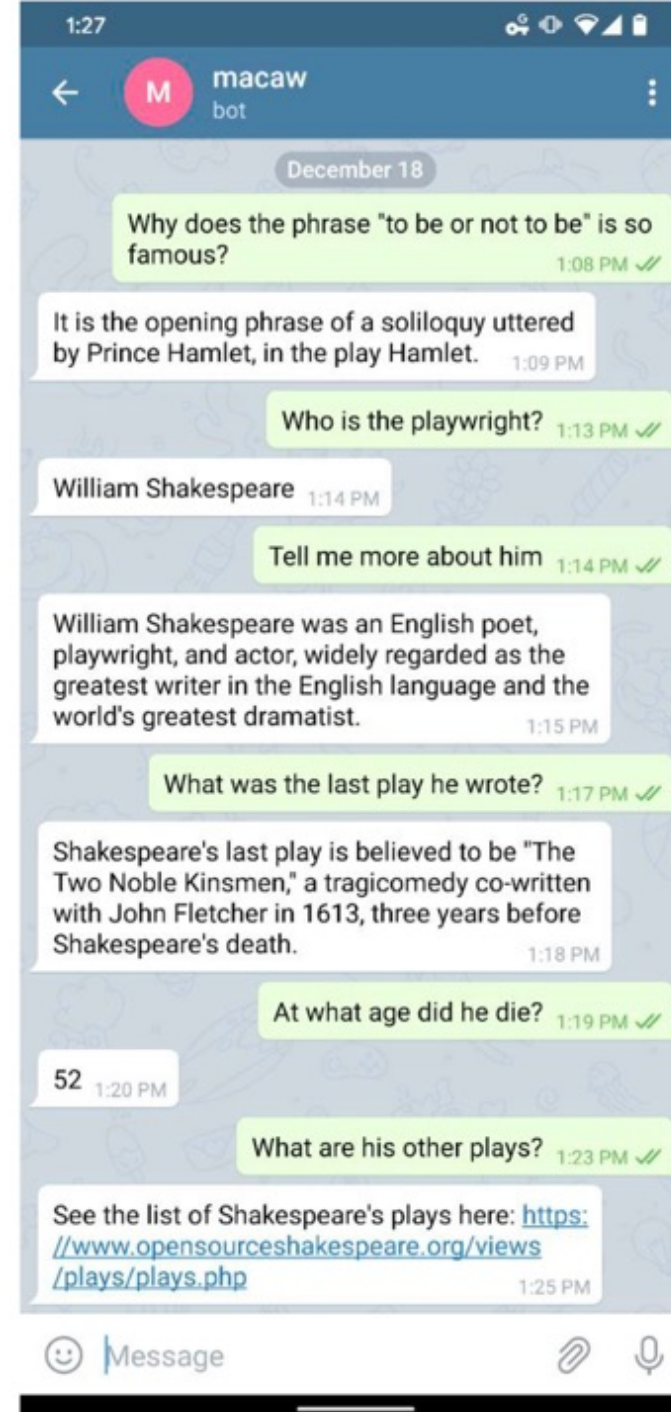 1:27
M
macaw
bot
December 18
Why does the phrase "to be or not to be" is so
famous?
1:08 PM
It is the opening phrase of a soliloquy uttered
by Prince Hamlet, in the play Hamlet.
1:09 PM
Who is the playwright?
1:13 PM
William Shakespeare
1:14 PM
Tell me more about him
1:14 PM
William Shakespeare was an English poet,
playwright, and actor, widely regarded as the
greatest writer in the English language and the
world's greatest dramatist.
1:15 PM
What was the last play he wrote?
1:17 PM
Shakespeare's last play is believed to be "The
Two Noble Kinsmen," a tragicomedy co-written
with John Fletcher in 1613, three years before
Shakespeare's death.
1:18 PM
At what age did he die?
1:19 PM
52
1:20 PM
What are his other plays?
1:23 PM
See the list of Shakespeare's plays here: https:
//www.opensourceshakespeare.org/views
/plays/plays.php
1:25 PM
Message